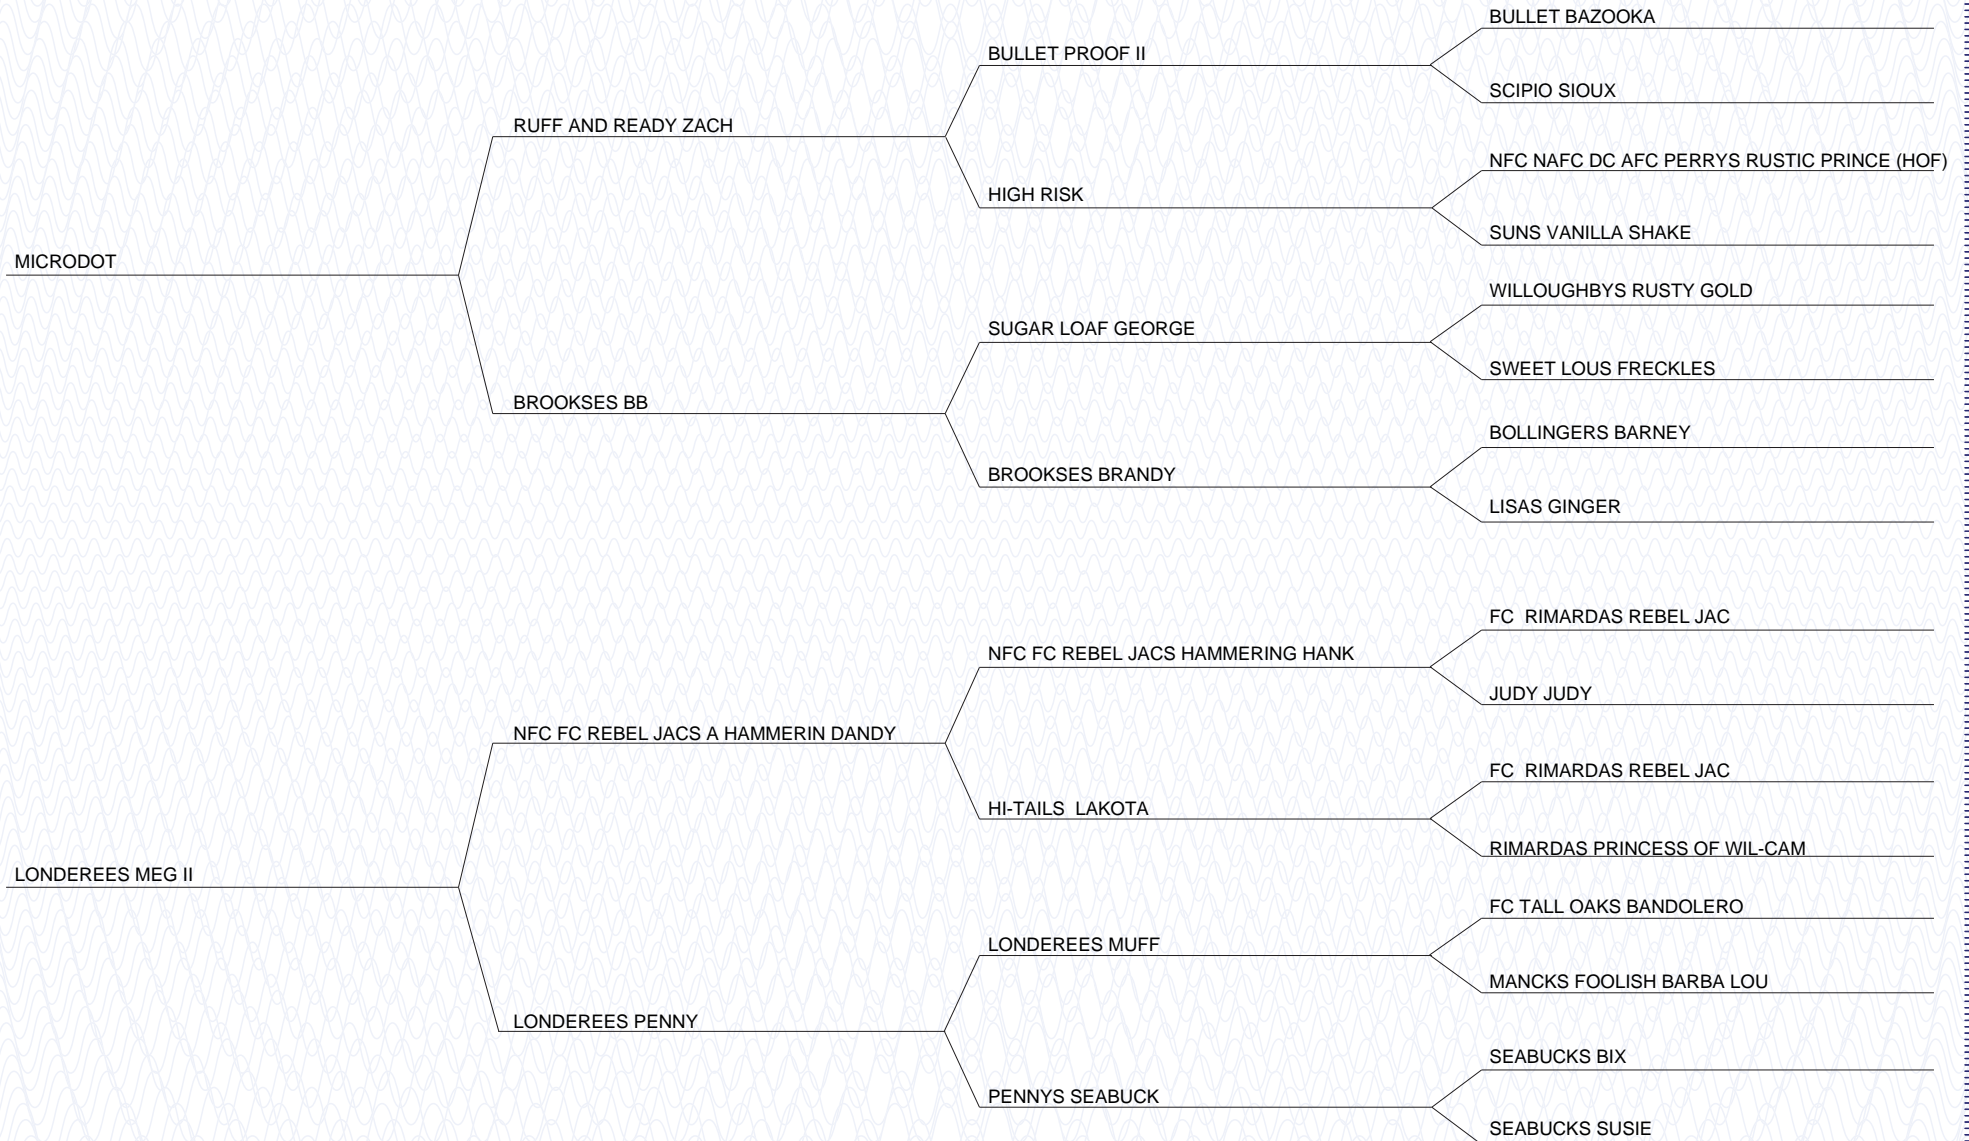 BULLET BAZOOKA
BULLET PROOF II
SCIPIO SIOUX
RUFF AND READY ZACH
NFC NAFC DC AFC PERRYS RUSTIC PRINCE (HOF)
HIGH RISK
SUNS VANILLA SHAKE
MICRODOT
WILLOUGHBYS RUSTY GOLD
SUGAR LOAF GEORGE
SWEET LOUS FRECKLES
BROOKSES BB
BOLLINGERS BARNEY
BROOKSES BRANDY
LISAS GINGER
FC  RIMARDAS REBEL JAC
NFC FC REBEL JACS HAMMERING HANK
JUDY JUDY
NFC FC REBEL JACS A HAMMERIN DANDY
FC  RIMARDAS REBEL JAC
HI-TAILS  LAKOTA
RIMARDAS PRINCESS OF WIL-CAM
LONDEREES MEG II
FC TALL OAKS BANDOLERO
LONDEREES MUFF
MANCKS FOOLISH BARBA LOU
LONDEREES PENNY
SEABUCKS BIX
PENNYS SEABUCK
SEABUCKS SUSIE